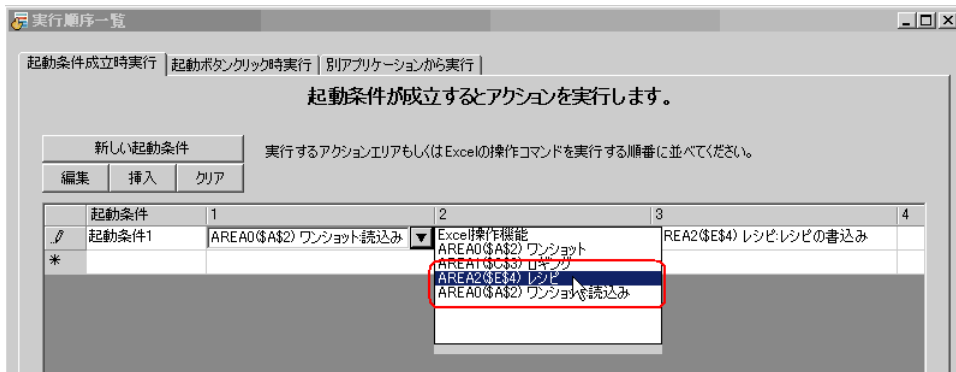 実行順序一覧
起動条件成立時実行 起動ボタンクリック時実行 別アプリケーションから実行
起動条件が成立するとアクションを実行します。
新しい起動条件
実行するアクションエリアもしくはExcelの操作コマンドを実行する順番に並べてください。
編集 挿入 クリア
起動条件 1 2 3 4
起動条件1 AREA0($A$2) ワンショット:読込み REA2($E$4) レシピ:レシピの書込み
Excel操作機能
AREA0($A$2) ワンショット
AREA1($C$3) ロギング
AREA2($E$4) レシピ
AREA0($A$2) ワンショット:読込み